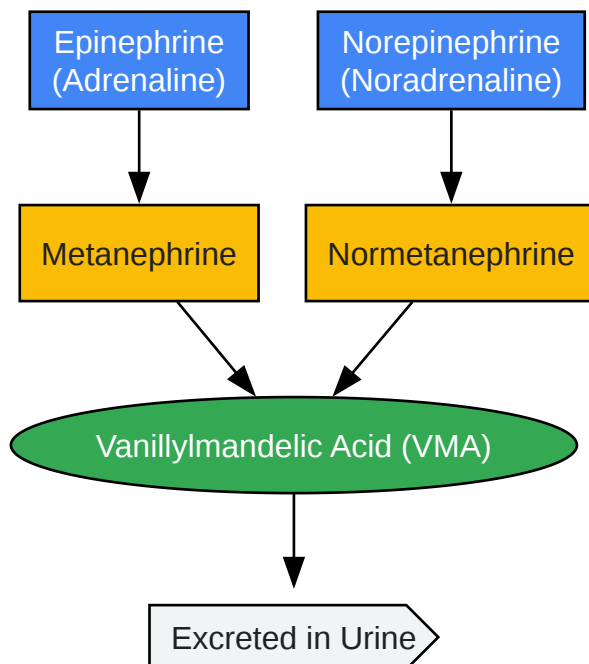 Epinephrine
(Adrenaline)
Norepinephrine
(Noradrenaline)
Metanephrine
Normetanephrine
Vanillylmandelic Acid (VMA)
Excreted in Urine